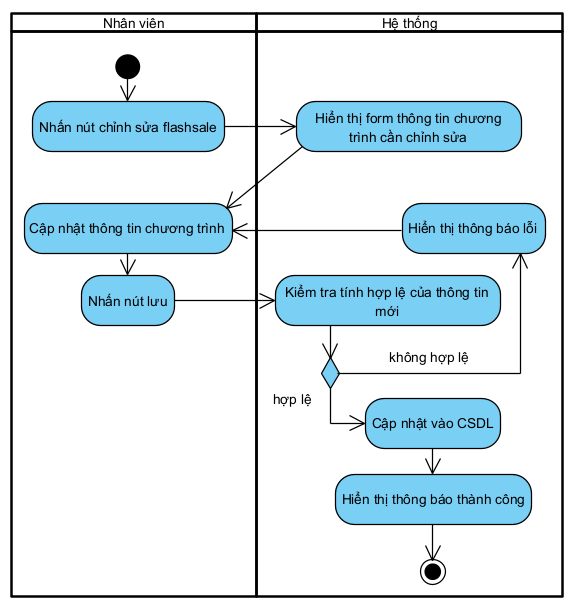 Nhân viên
Hệ thống
Nhấn nút chỉnh sửa flashsale
Hiển thị form thông tin chương
trình cần chỉnh sửa
Cập nhật thông tin chương trình
Hiển thị thông báo lỗi
Nhấn nút lưu
Kiểm tra tính hợp lệ của thông tin
mới
không hợp lệ
hợp lệ
Cập nhật vào CSDL
Hiển thị thông báo thành công